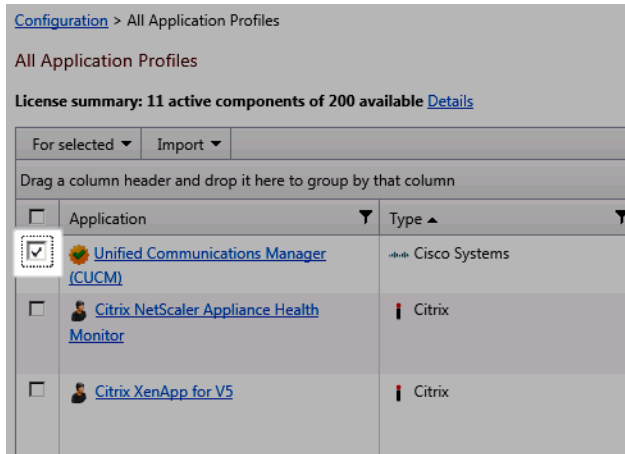 Configuration > All Application Profiles
All Application Profiles
License summary: 11 active components of 200 available Details
For selected Import
Drag a column header and drop it here to group by that column
Application Type
Unified Communications Manager Cisco Systems
(CUCM)
Citrix NetScaler Appliance Health Citrix
Monitor
Citrix XenApp for V5 Citrix